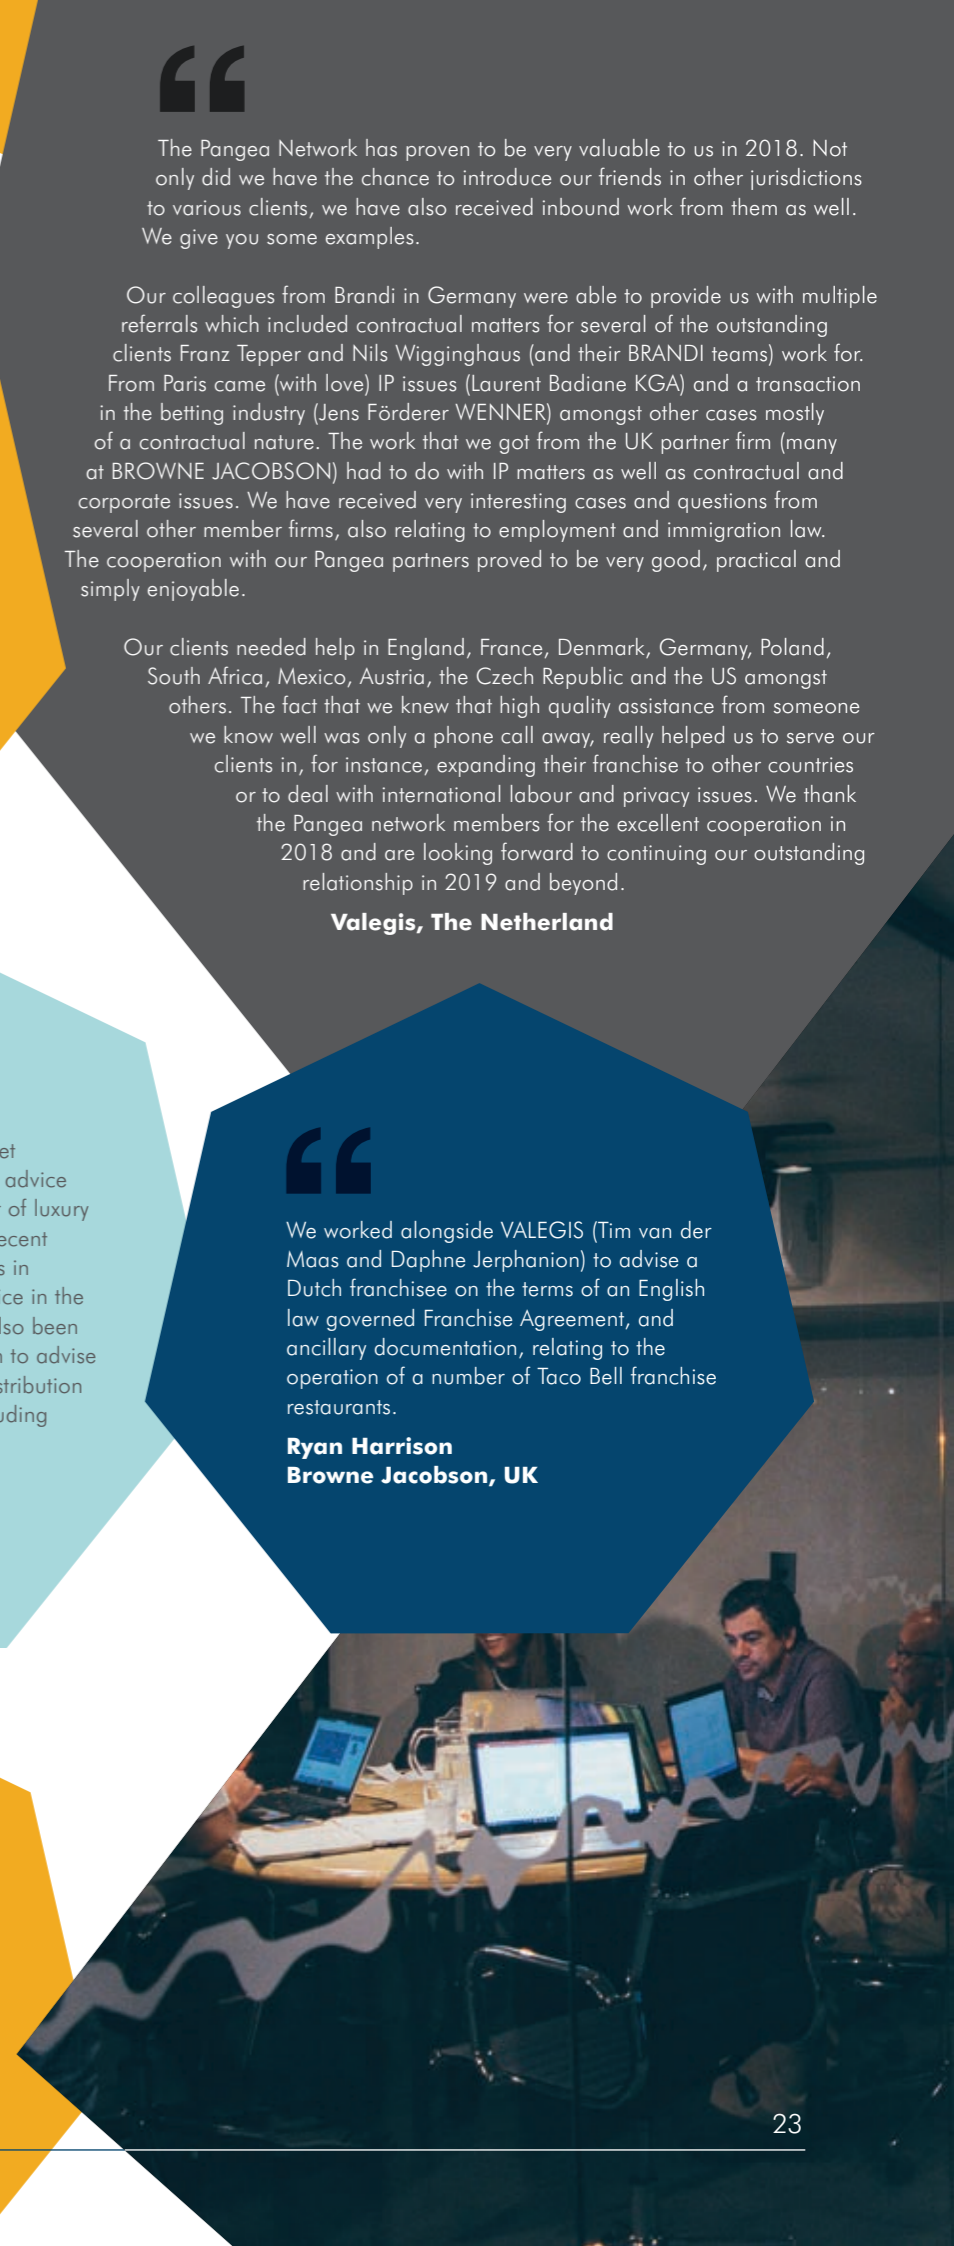 The Pangea Network has proven to be very valuable to us in 2018. Not
only did we have the chance to introduce our friends in other jurisdictions
to various clients, we have also received inbound work from them as well.
We give you some examples.
Our colleagues from Brandi in Germany were able to provide us with multiple
referrals which included contractual matters for several of the outstanding
clients Franz Tepper and Nils Wigginghaus (and their BRANDI teams) work for.
From Paris came (with love) IP issues (Laurent Badiane KGA) and a transaction
in the betting industry (Jens Förderer WENNER) amongst other cases mostly
of a contractual nature. The work that we got from the UK partner firm (many
at BROWNE JACOBSON) had to do with IP matters as well as contractual and
corporate issues. We have received very interesting cases and questions from
several other member firms, also relating to employment and immigration law.
The cooperation with our Pangea partners proved to be very good, practical and
simply enjoyable.
Our clients needed help in England, France, Denmark, Germany, Poland,
South Africa, Mexico, Austria, the Czech Republic and the US amongst
others. The fact that we knew that high quality assistance from someone
we know well was only a phone call away, really helped us to serve our
clients in, for instance, expanding their franchise to other countries
or to deal with international labour and privacy issues. We thank
the Pangea network members for the excellent cooperation in
2018 and are looking forward to continuing our outstanding
relationship in 2019 and beyond.
Valegis, The Netherland
advice
of luxury
in
in the
been
to advise
We worked alongside VALEGIS (Tim van der
Maas and Daphne Jerphanion) to advise a
Dutch franchisee on the terms of an English
law governed Franchise Agreement, and
ancillary documentation, relating to the
operation of a number of Taco Bell franchise
restaurants.
Ryan Harrison
Browne Jacobson, UK
23